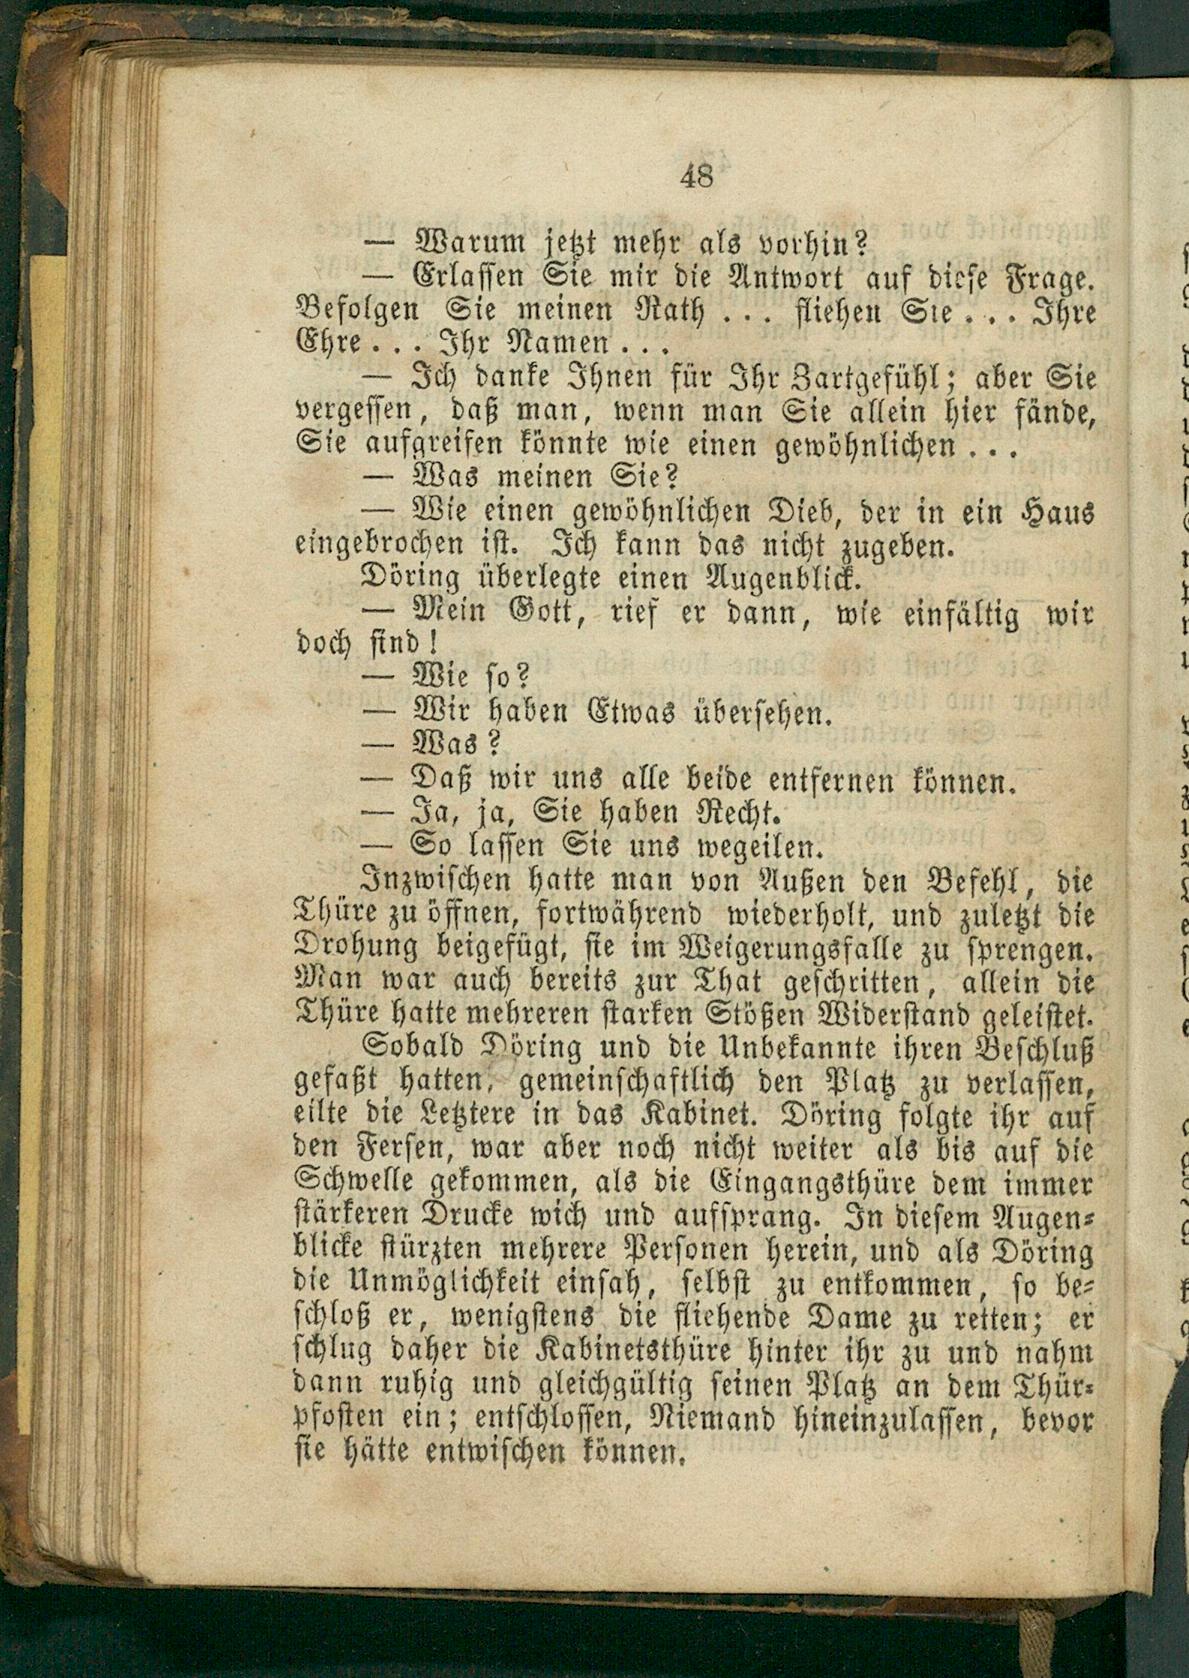 48
— Warum jetzt mehr als vorhin?
— Erlassen Sie mir die Antwort auf diese Frage.
Befolgen Sie meinen Rath . . . fliehen Sie . . . Ihre
Ehre . . . Ihr Namen . . .
— Ich danke Ihnen für Ihr Zartgefühl; aber Sie
vergessen, daß man, wenn man Sie allein hier fände,
Sie aufgreifen könnte wie einen gewöhnlichen . . .
— Was meinen Sie?
— Wie einen gewöhnlichen Dieb, der in ein Haus
eingebrochen ist. Ich kann das nicht zugeben.
Döring überlegte einen Augenblick.
— Mein Gott, rief er dann, wie einfältig wir
doch sind!
— Wie so?
— Wir haben Etwas übersehen.
— Was?
— Daß wir uns alle beide entfernen können.
— Ja, ja, Sie haben Recht.
— So lassen Sie uns wegeilen.
Inzwischen hatte man von Außen den Befehl, die
Thüre zu öffnen, fortwährend wiederholt, und zuletzt die
Drohung beigefügt, sie im Weigerungsfalle zu sprengen.
Man war auch bereits zur That geschritten, allein die
Thüre hatte mehreren starken Stößen Widerstand geleistet.
Sobald Döring und die Unbekannte ihren Beschluß
gefaßt hatten, gemeinschaftlich den Platz zu verlassen,
eilte die Letztere in das Kabinet. Döring folgte ihr auf
den Fersen, war aber noch nicht weiter als bis auf die
Schwelle gekommen, als die Eingangsthüre dem immer
stärkeren Drucke wich und aufsprang. In diesem Augen-
blicke stürzten mehrere Personen herein, und als Döring
die Unmöglichkeit einsah, selbst zu entkommen, so be-
schloß er, wenigstens die fliehende Dame zu retten; er
schlug daher die Kabinetsthüre hinter ihr zu und nahm
dann ruhig und gleichgültig seinen Platz an dem Thür-
pfosten ein; entschlossen, Niemand hineinzulassen, bevor
sie hätte entwischen können.